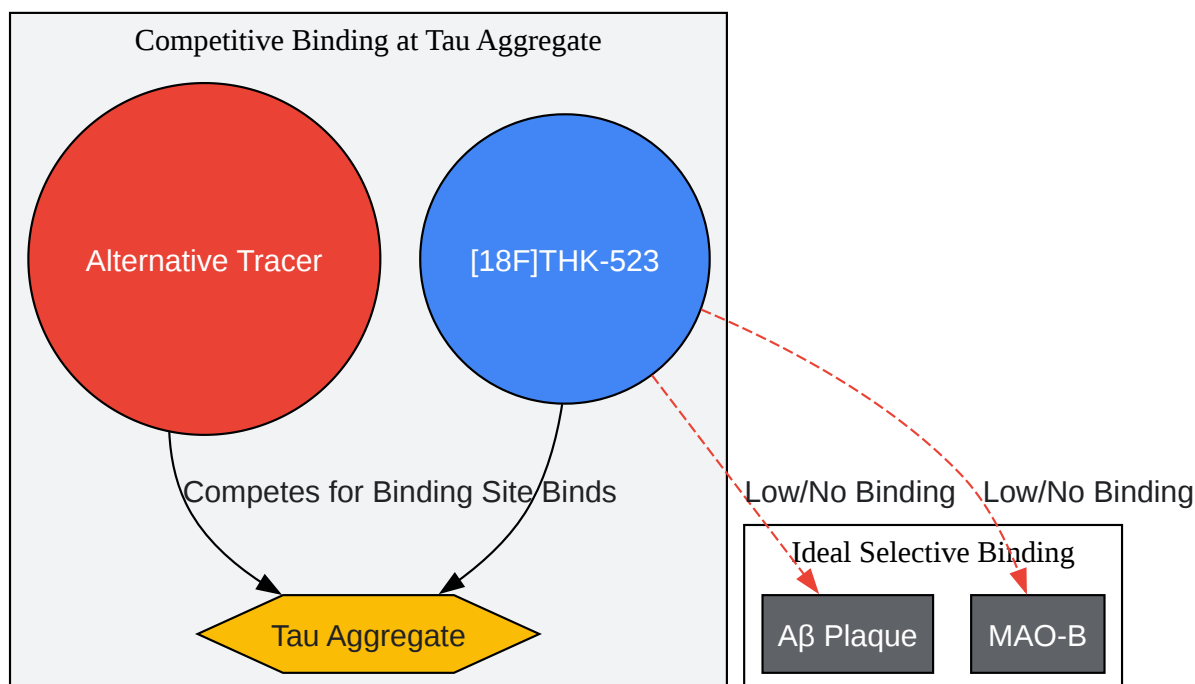 Competitive Binding at Tau Aggregate
Alternative Tracer
[18F]THK-523
Competes for Binding Site
Binds
Low/No Binding
Low/No Binding
Ideal Selective Binding
Tau Aggregate
Aβ Plaque
MAO-B